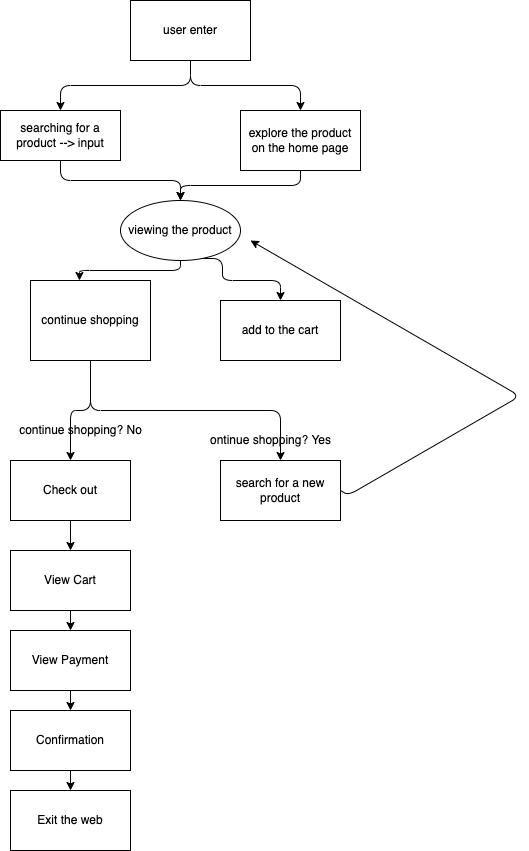 user enter
searching for a
product --> input
explore the product
on the home page
viewing the product
continue shopping
add to the cart
continue shopping? No
ontinue shopping? Yes
Check out
search for a new
product
View Cart
View Payment
Confirmation
Exit the web